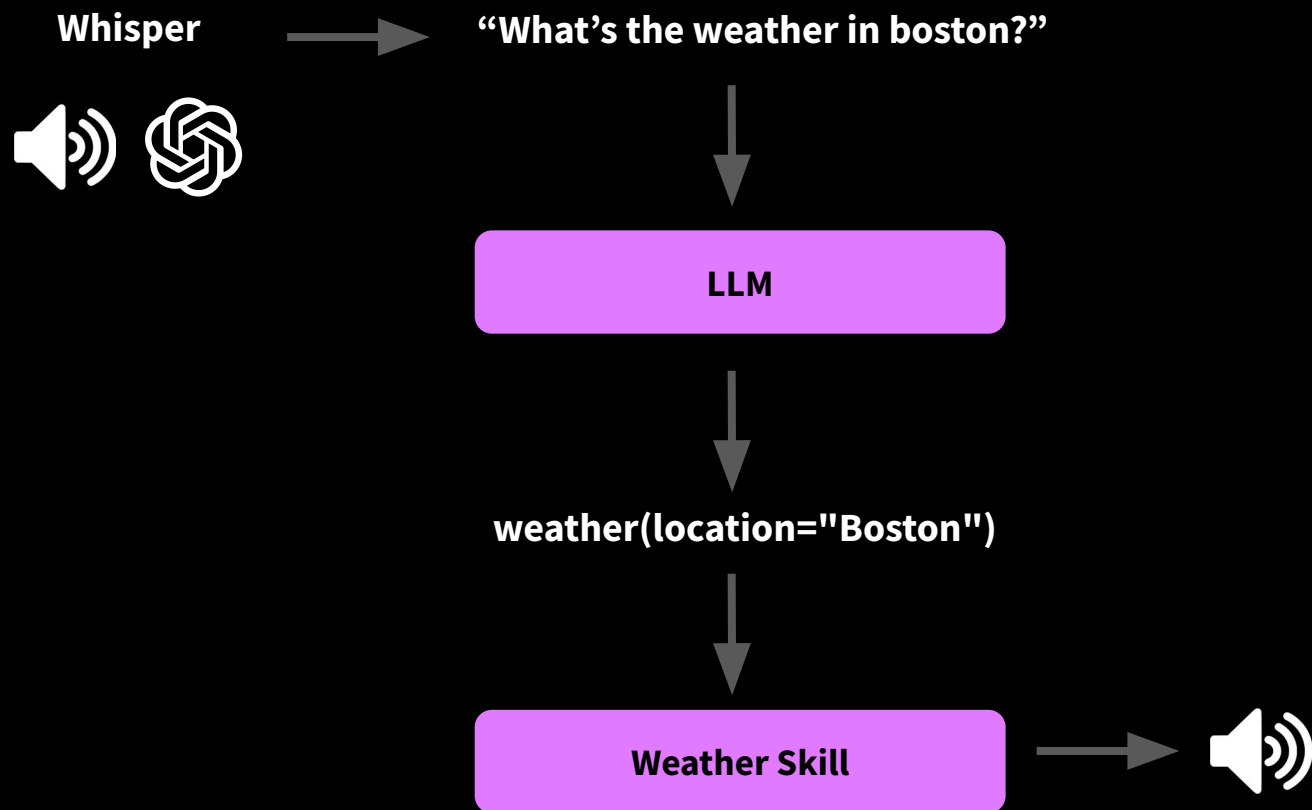 Whisper
“What’s the weather in boston?”
LLM
weather(location="Boston")
Weather Skill